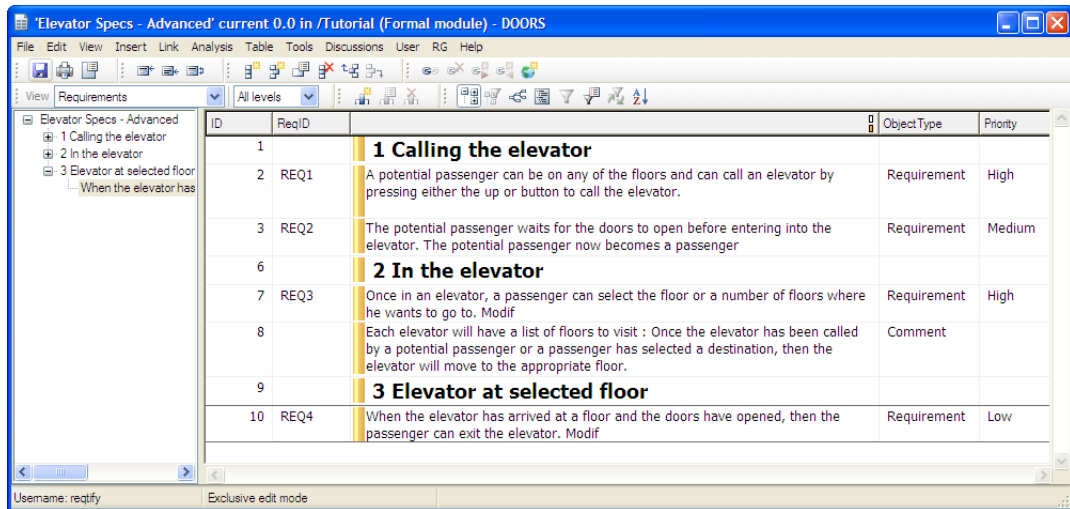 'Elevator Specs - Advanced' current 0.0 in /Tutorial (Formal module) - DOORS
File Edit View Insert Link Analysis Table Tools Discussions User RG Help
View Requirements All levels
Elevator Specs - Advanced
1 Calling the elevator
2 In the elevator
3 Elevator at selected floor
When the elevator has
ID ReqID ObjectType Priority
1 1 Calling the elevator
2 REQ1 A potential passenger can be on any of the floors and can call an elevator by Requirement High
pressing either the up or button to call the elevator.
3 REQ2 The potential passenger waits for the doors to open before entering into the Requirement Medium
elevator. The potential passenger now becomes a passenger
6 2 In the elevator
7 REQ3 Once in an elevator, a passenger can select the floor or a number of floors where Requirement High
he wants to go to. Modif
8 Each elevator will have a list of floors to visit : Once the elevator has been called Comment
by a potential passenger or a passenger has selected a destination, then the
elevator will move to the appropriate floor.
9 3 Elevator at selected floor
10 REQ4 When the elevator has arrived at a floor and the doors have opened, then the Requirement Low
passenger can exit the elevator. Modif
Username: reqtify Exclusive edit mode